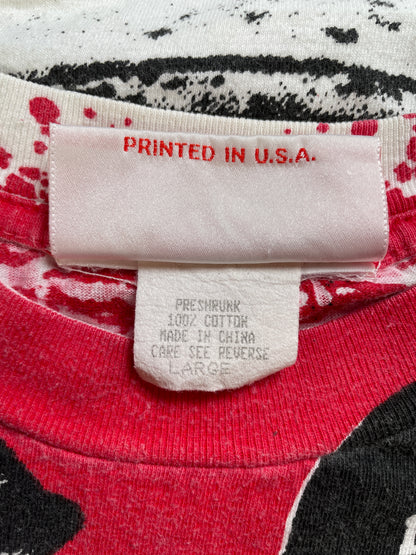 PRINTED IN U.S.A.
PRESHRUNK
100% COTTON
MADE IN CHINA
CARE SEE REVERSE
LARGE